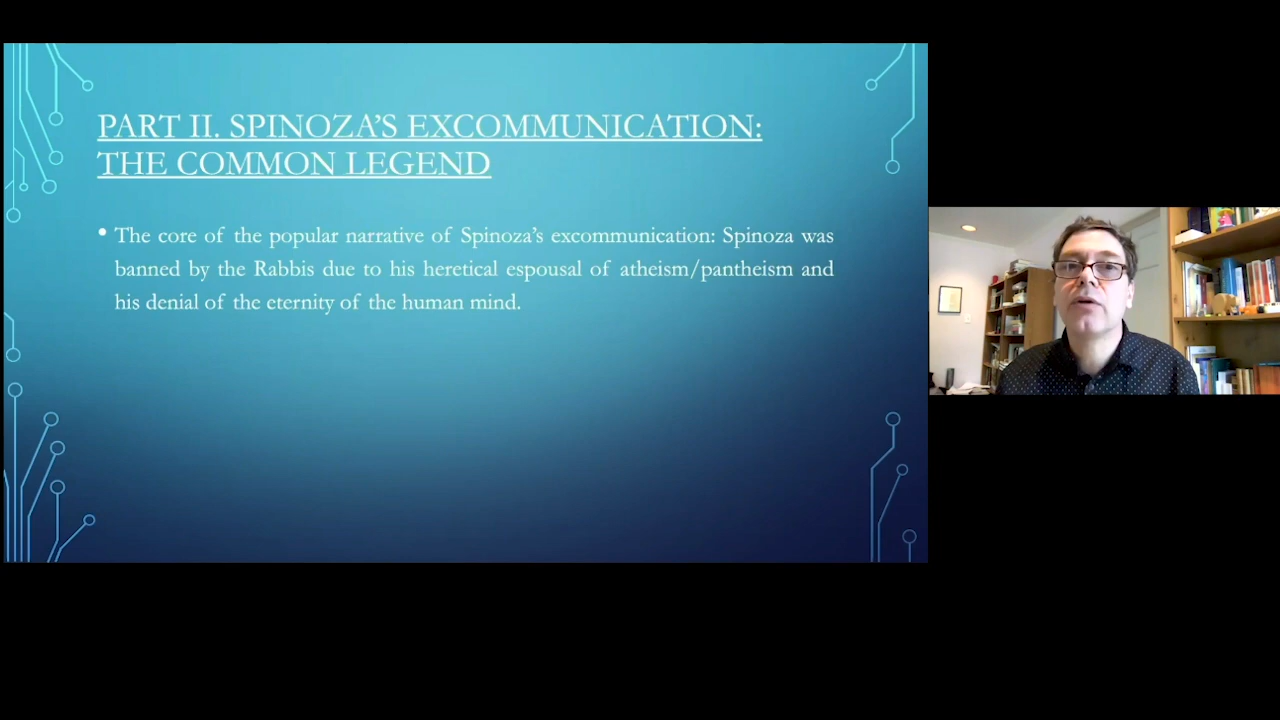 PART II. SPINOZA’S EXCOMMUNICATION:
THE COMMON LEGEND
• The core of the popular narrative of Spinoza’s excommunication: Spinoza was
banned by the Rabbis due to his heretical espousal of atheism/pantheism and
his denial of the eternity of the human mind.